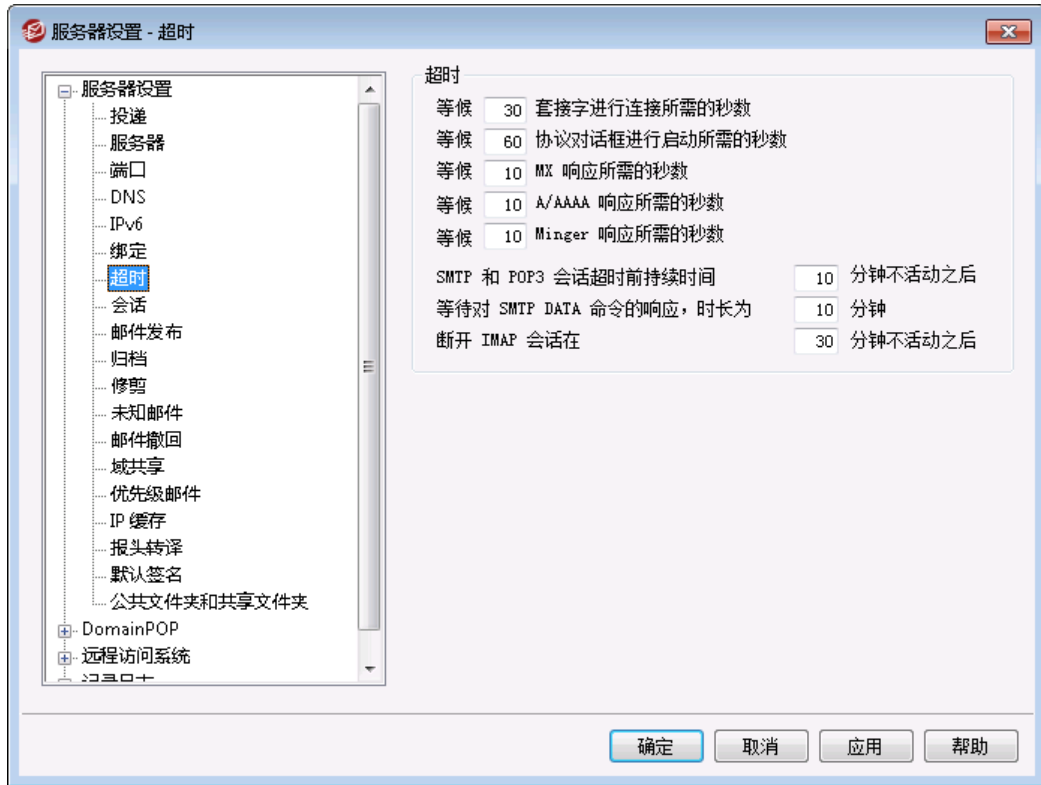 服务器设置 - 超时
服务器设置
投递
服务器
端口
DNS
IPv6
绑定
超时
会话
邮件发布
归档
修剪
未知邮件
邮件撤回
域共享
优先级邮件
IP 缓存
报头转译
默认签名
公共文件夹和共享文件夹
DomainPOP
远程访问系统
记录日志
超时
等候 30 套接字进行连接所需的秒数
等候 60 协议对话框进行启动所需的秒数
等候 10 MX 响应所需的秒数
等候 10 A/AAAA 响应所需的秒数
等候 10 Minger 响应所需的秒数
SMTP 和 POP3 会话超时前持续时间 10 分钟不活动之后
等待对 SMTP DATA 命令的响应，时长为 10 分钟
断开 IMAP 会话在 30 分钟不活动之后
确定 取消 应用 帮助